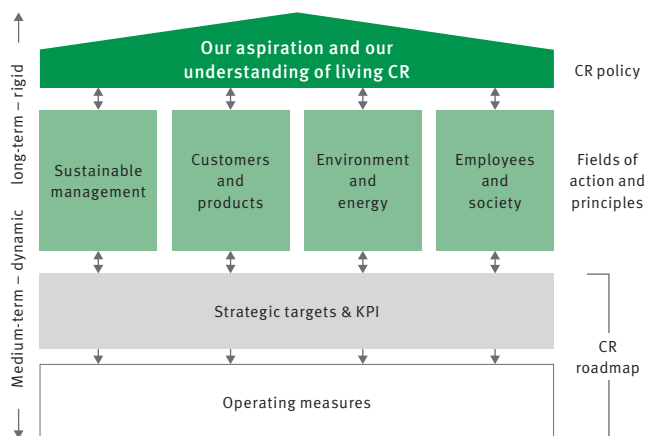 Our aspiration and our
understanding of living CR
CR policy
long-term – rigid
Sustainable
management
Customers
and
products
Environment
and
energy
Employees
and
society
Fields of
action and
principles
Medium-term – dynamic
Strategic targets & KPI
CR
roadmap
Operating measures